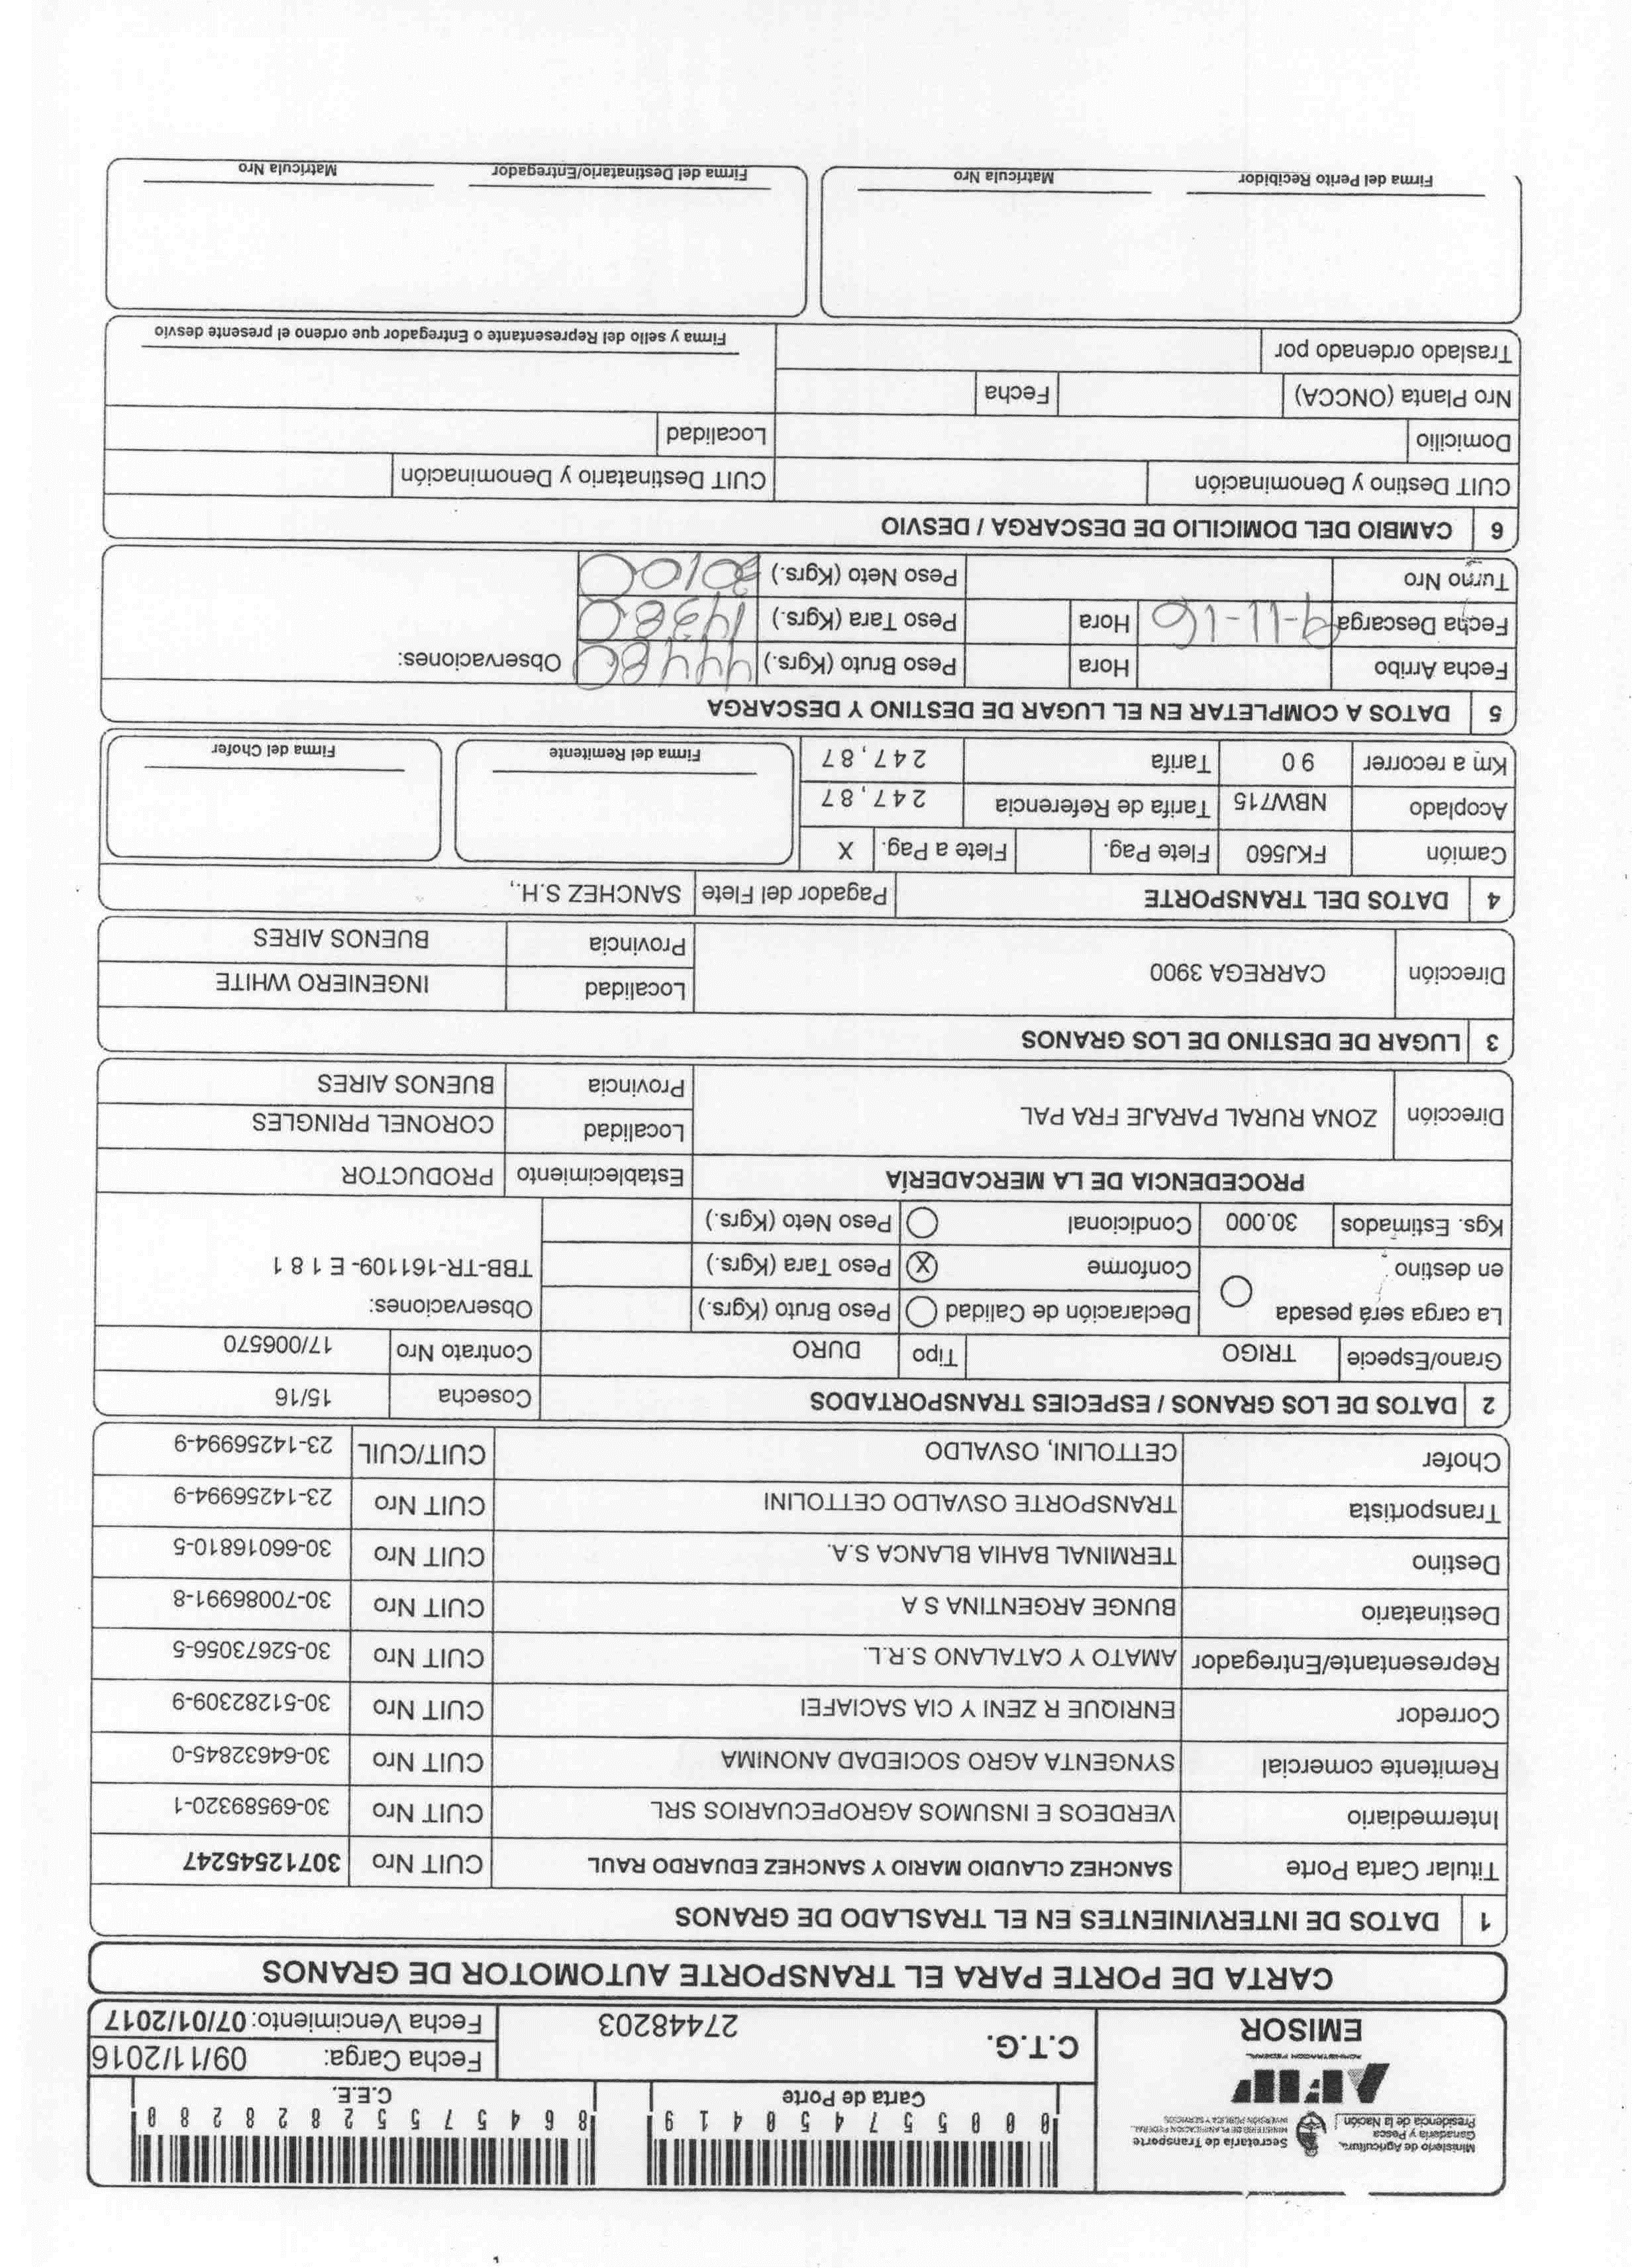 Ministerio de Agricultura,
Ganadería y Pesca
Presidencia de la Nación
Secretaría de Transporte
MINISTERIO DE PLANIFICACION FEDERAL,
INVERSIÓN PÚBLICA Y SERVICIOS
AFIP
ADMINISTRACION FEDERAL
EMISOR
0 0 0 5 5 7 4 5 0 4 1 9
Carta de Porte
8 6 4 5 7 5 5 2 8 2 8 2 8 0
C.E.E.
C.T.G. 27448203
Fecha Carga: 09/11/2016
Fecha Vencimiento: 07/01/2017
CARTA DE PORTE PARA EL TRANSPORTE AUTOMOTOR DE GRANOS
1 DATOS DE INTERVINIENTES EN EL TRASLADO DE GRANOS
Titular Carta Porte SANCHEZ CLAUDIO MARIO Y SANCHEZ EDUARDO RAUL CUIT Nro 30712545247
Intermediario VERDEOS E INSUMOS AGROPECUARIOS SRL CUIT Nro 30-69589320-1
Remitente comercial SYNGENTA AGRO SOCIEDAD ANONIMA CUIT Nro 30-64632845-0
Corredor ENRIQUE R ZENI Y CIA SACIAFEI CUIT Nro 30-51282309-9
Representante/Entregador AMATO Y CATALANO S.R.L. CUIT Nro 30-52673056-5
Destinatario BUNGE ARGENTINA S A CUIT Nro 30-70086991-8
Destino TERMINAL BAHIA BLANCA S.A. CUIT Nro 30-66016810-5
Transportista TRANSPORTE OSVALDO CETTOLINI CUIT Nro 23-14256994-9
Chofer CETTOLINI, OSVALDO CUIT/CUIL 23-14256994-9
2 DATOS DE LOS GRANOS / ESPECIES TRANSPORTADOS Cosecha 15/16
Grano/Especie TRIGO Tipo DURO Contrato Nro 17/006570
La carga será pesada en destino
Declaración de Calidad Peso Bruto (Kgrs.) Observaciones:
Conforme X Peso Tara (Kgrs.) TBB-TR-161109- E 1 8 1
Kgs. Estimados 30.000 Condicional Peso Neto (Kgrs.)
PROCEDENCIA DE LA MERCADERÍA Establecimiento PRODUCTOR
Dirección ZONA RURAL PARAJE FRA PAL Localidad CORONEL PRINGLES
Provincia BUENOS AIRES
3 LUGAR DE DESTINO DE LOS GRANOS
Dirección CARREGA 3900 Localidad INGENIERO WHITE
Provincia BUENOS AIRES
4 DATOS DEL TRANSPORTE Pagador del Flete SANCHEZ S.H.,
Camión FKJ560 Flete Pag. Flete a Pag. X
Acoplado NBW715 Tarifa de Referencia 247,87
Km a recorrer 90 Tarifa 247,87
Firma del Remitente Firma del Chofer
5 DATOS A COMPLETAR EN EL LUGAR DE DESTINO Y DESCARGA
Fecha Arribo Hora Peso Bruto (Kgrs.) 44480 Observaciones:
Fecha Descarga 9-11-16 Hora Peso Tara (Kgrs.) 14380
Turno Nro Peso Neto (Kgrs.) 30100
6 CAMBIO DEL DOMICILIO DE DESCARGA / DESVIO
CUIT Destino y Denominación CUIT Destinatario y Denominación
Domicilio Localidad
Nro Planta (ONCCA) Fecha
Traslado ordenado por
Firma y sello del Representante o Entregador que ordeno el presente desvio
Firma del Perito Recibidor Matricula Nro Firma del Destinatario/Entregador Matricula Nro